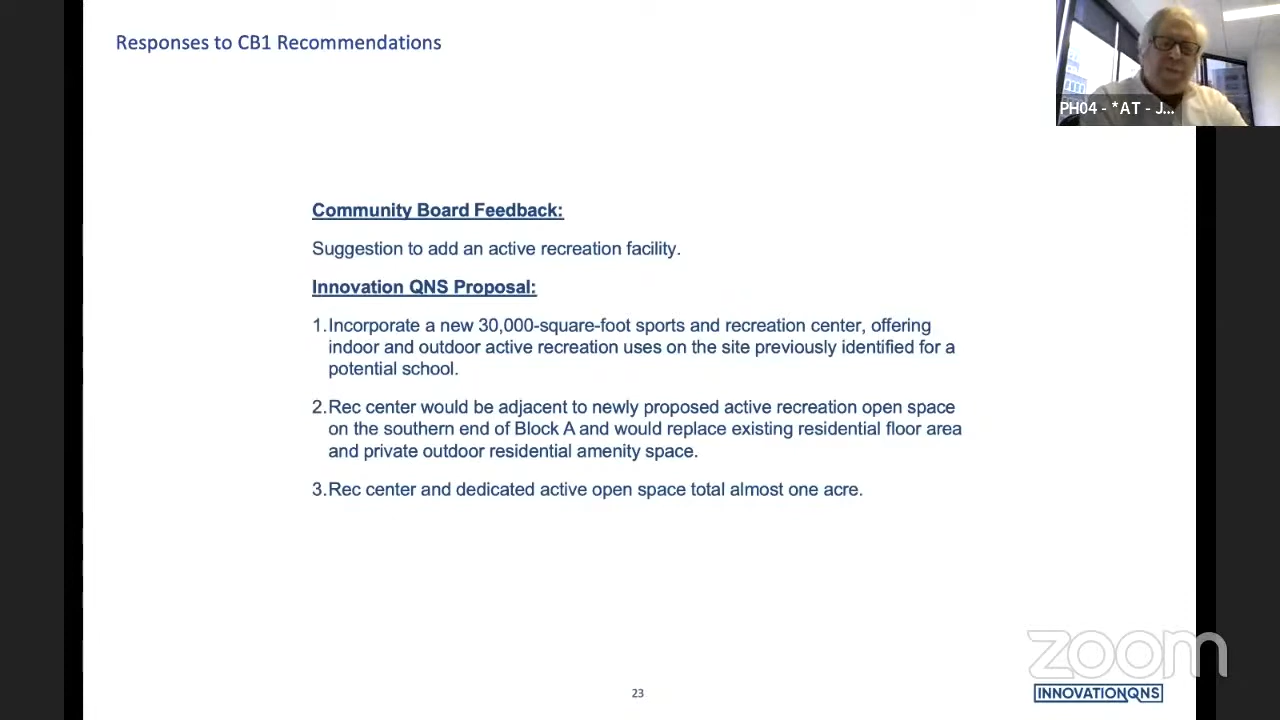 Responses to CB1 Recommendations
PH04 - *AT - J...
Community Board Feedback:
Suggestion to add an active recreation facility.
Innovation QNS Proposal:
1. Incorporate a new 30,000-square-foot sports and recreation center, offering
indoor and outdoor active recreation uses on the site previously identified for a
potential school.
2. Rec center would be adjacent to newly proposed active recreation open space
on the southern end of Block A and would replace existing residential floor area
and private outdoor residential amenity space.
3. Rec center and dedicated active open space total almost one acre.
zoom
INNOVATIONQNS
23